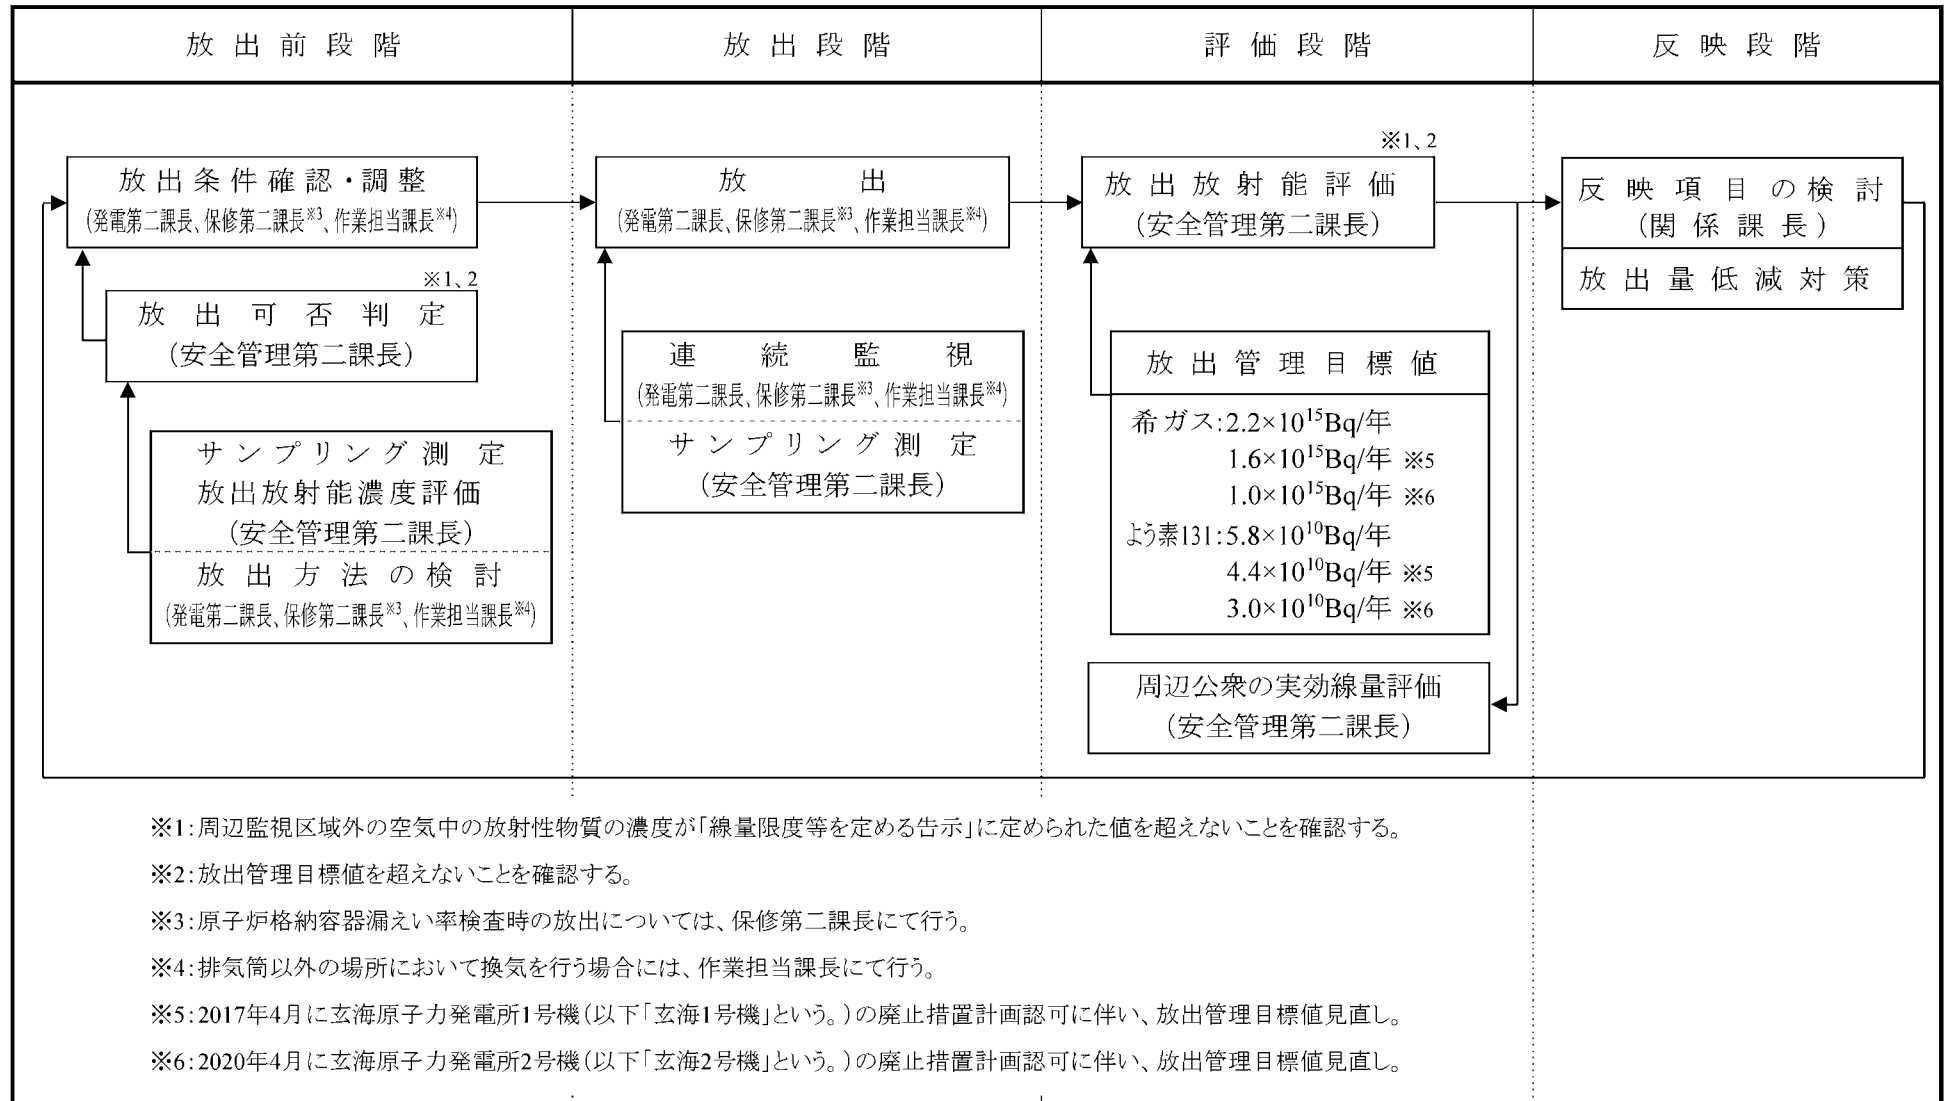 放出前段階
放出段階
評価段階
反映段階
放出条件確認・調整
(発電第二課長、保修第二課長※3、作業担当課長※4)
※1、2
放出可否判定
(安全管理第二課長)
サンプリング測定
放出放射能濃度評価
(安全管理第二課長)
放出方法の検討
(発電第二課長、保修第二課長※3、作業担当課長※4)
放出
(発電第二課長、保修第二課長※3、作業担当課長※4)
連続監視
(発電第二課長、保修第二課長※3、作業担当課長※4)
サンプリング測定
(安全管理第二課長)
※1、2
放出放射能評価
(安全管理第二課長)
放出管理目標値
希ガス:2.2×10¹⁵Bq/年
1.6×10¹⁵Bq/年 ※5
1.0×10¹⁵Bq/年 ※6
よう素131:5.8×10¹⁰Bq/年
4.4×10¹⁰Bq/年 ※5
3.0×10¹⁰Bq/年 ※6
周辺公衆の実効線量評価
(安全管理第二課長)
反映項目の検討
(関係課長)
放出量低減対策
※1:周辺監視区域外の空気中の放射性物質の濃度が「線量限度等を定める告示」に定められた値を超えないことを確認する。
※2:放出管理目標値を超えないことを確認する。
※3:原子炉格納容器漏えい率検査時の放出については、保修第二課長にて行う。
※4:排気筒以外の場所において換気を行う場合には、作業担当課長にて行う。
※5:2017年4月に玄海原子力発電所1号機(以下「玄海1号機」という。)の廃止措置計画認可に伴い、放出管理目標値見直し。
※6:2020年4月に玄海原子力発電所2号機(以下「玄海2号機」という。)の廃止措置計画認可に伴い、放出管理目標値見直し。